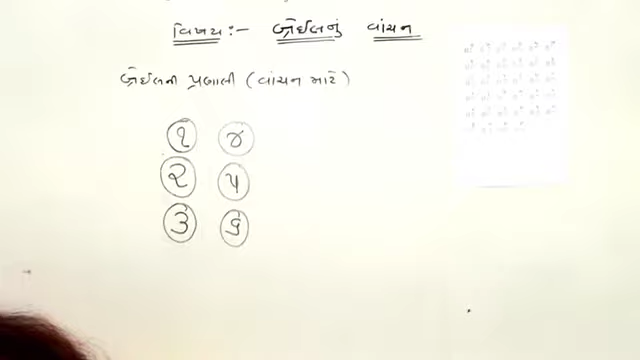 વિષય:- બ્રેઈલનું વાંચન
બ્રેઈલની પ્રણાલી (વાંચન માટે)
૧ ૪
૨ ૫
૩ ૬